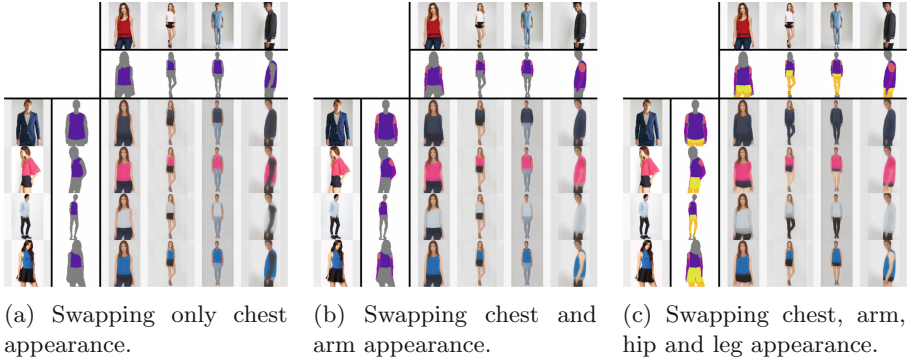 (a) Swapping only chest
appearance.
(b) Swapping chest and
arm appearance.
(c) Swapping chest, arm,
hip and leg appearance.